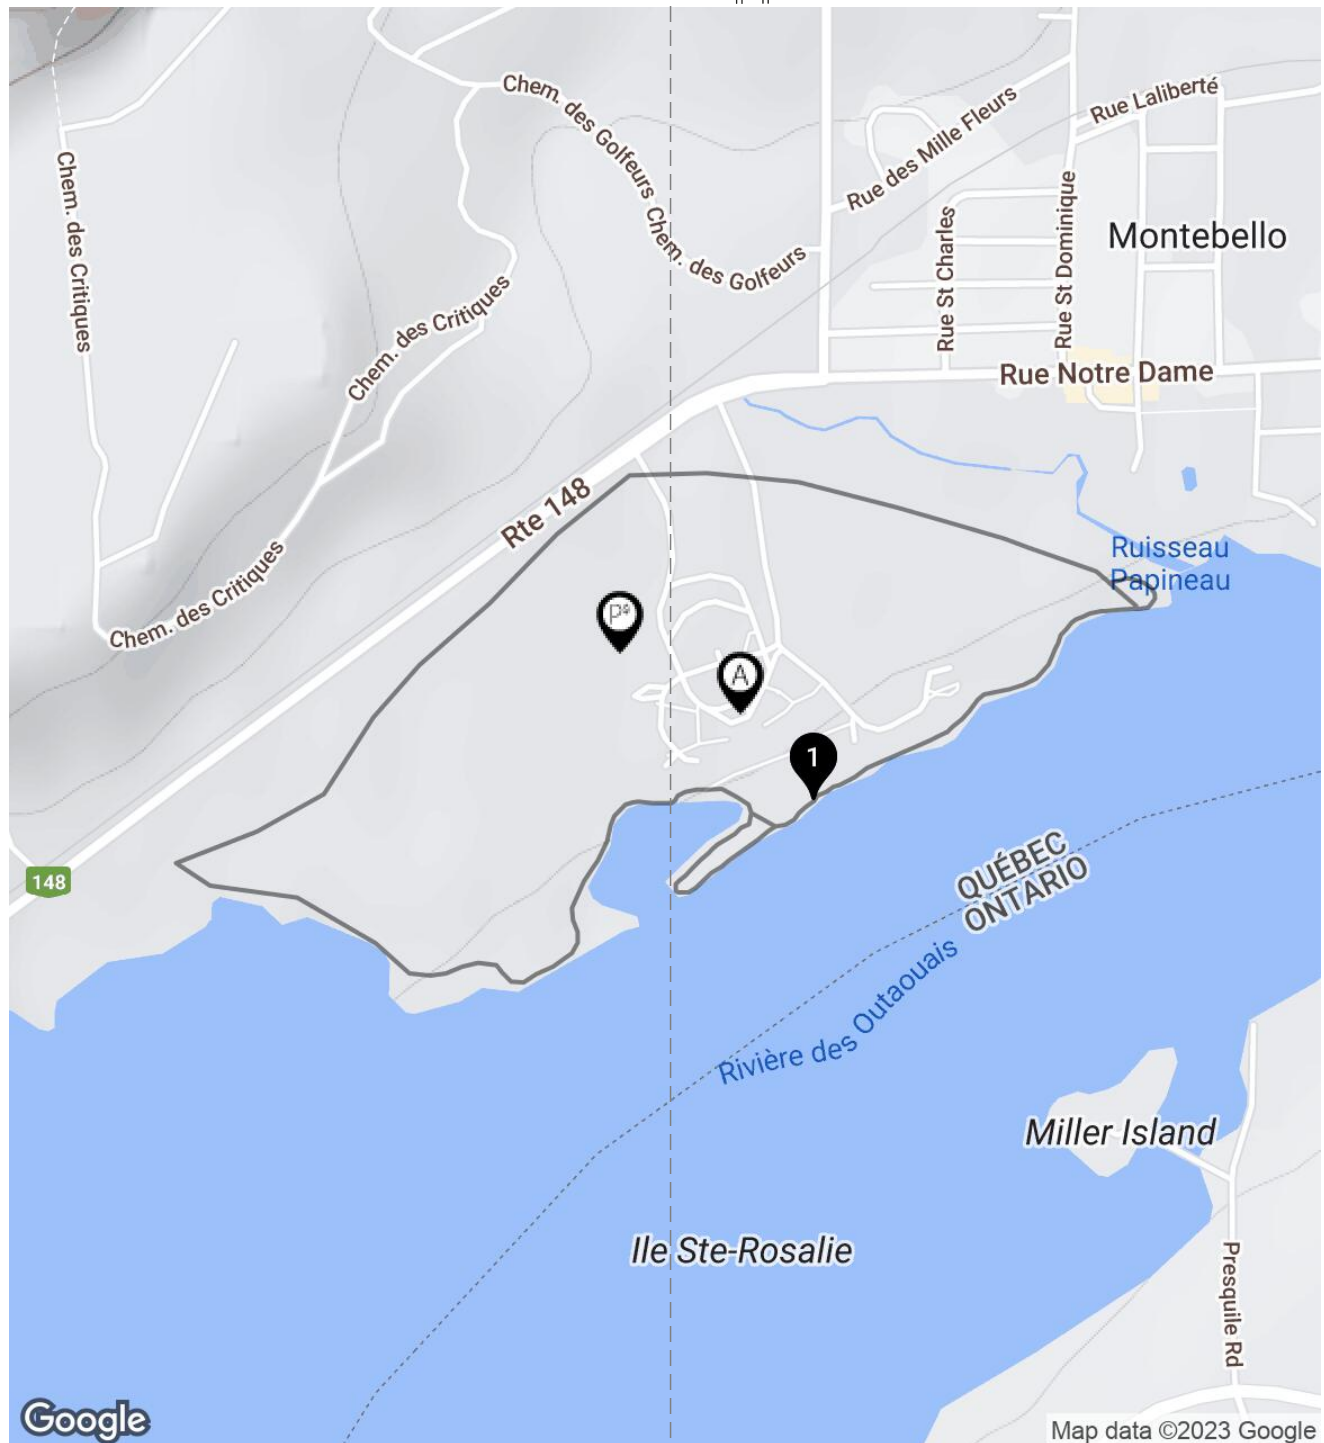 Chem. des Golfeurs
Chem. des Golfeurs
Rue des Mille Fleurs
Rue Laliberté
Chem. des Critiques
Rue St Charles
Rue St Dominique
Montebello
Chem. des Critiques
Rue Notre Dame
Rte 148
Ruisseau
Papineau
Chem. des Critiques
P*
A
1
148
QUÉBEC
ONTARIO
Rivière des Outaouais
Miller Island
Ile Ste-Rosalie
Presquile Rd
Google
Map data ©2023 Google